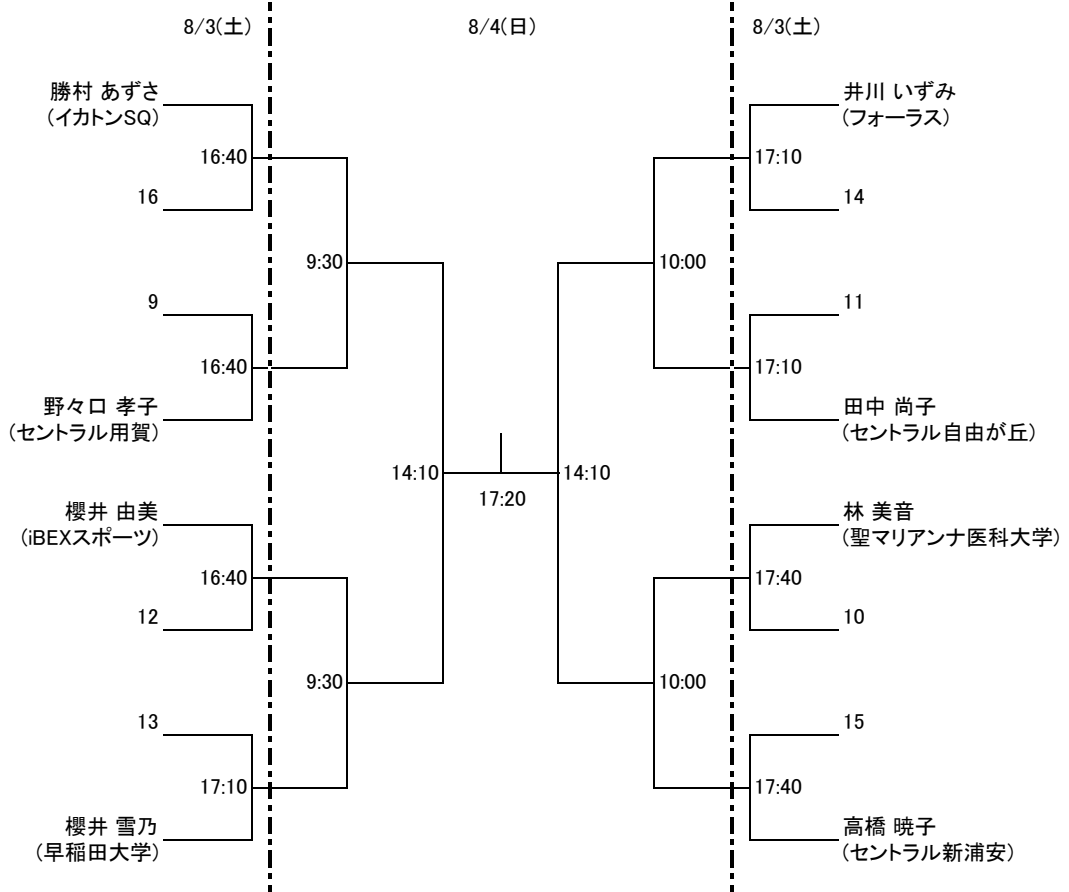 8/3(土)
8/4(日)
8/3(土)
勝村 あずさ
(イカトンSQ)
16:40
16
9:30
9
16:40
野々口 孝子
(セントラル用賀)
14:10
櫻井 由美
(iBEXスポーツ)
16:40
12
9:30
13
17:10
櫻井 雪乃
(早稲田大学)
17:20
井川 いずみ
(フォーラス)
17:10
14
10:00
11
17:10
田中 尚子
(セントラル自由が丘)
14:10
林 美音
(聖マリアンナ医科大学)
17:40
10
10:00
15
17:40
高橋 暁子
(セントラル新浦安)